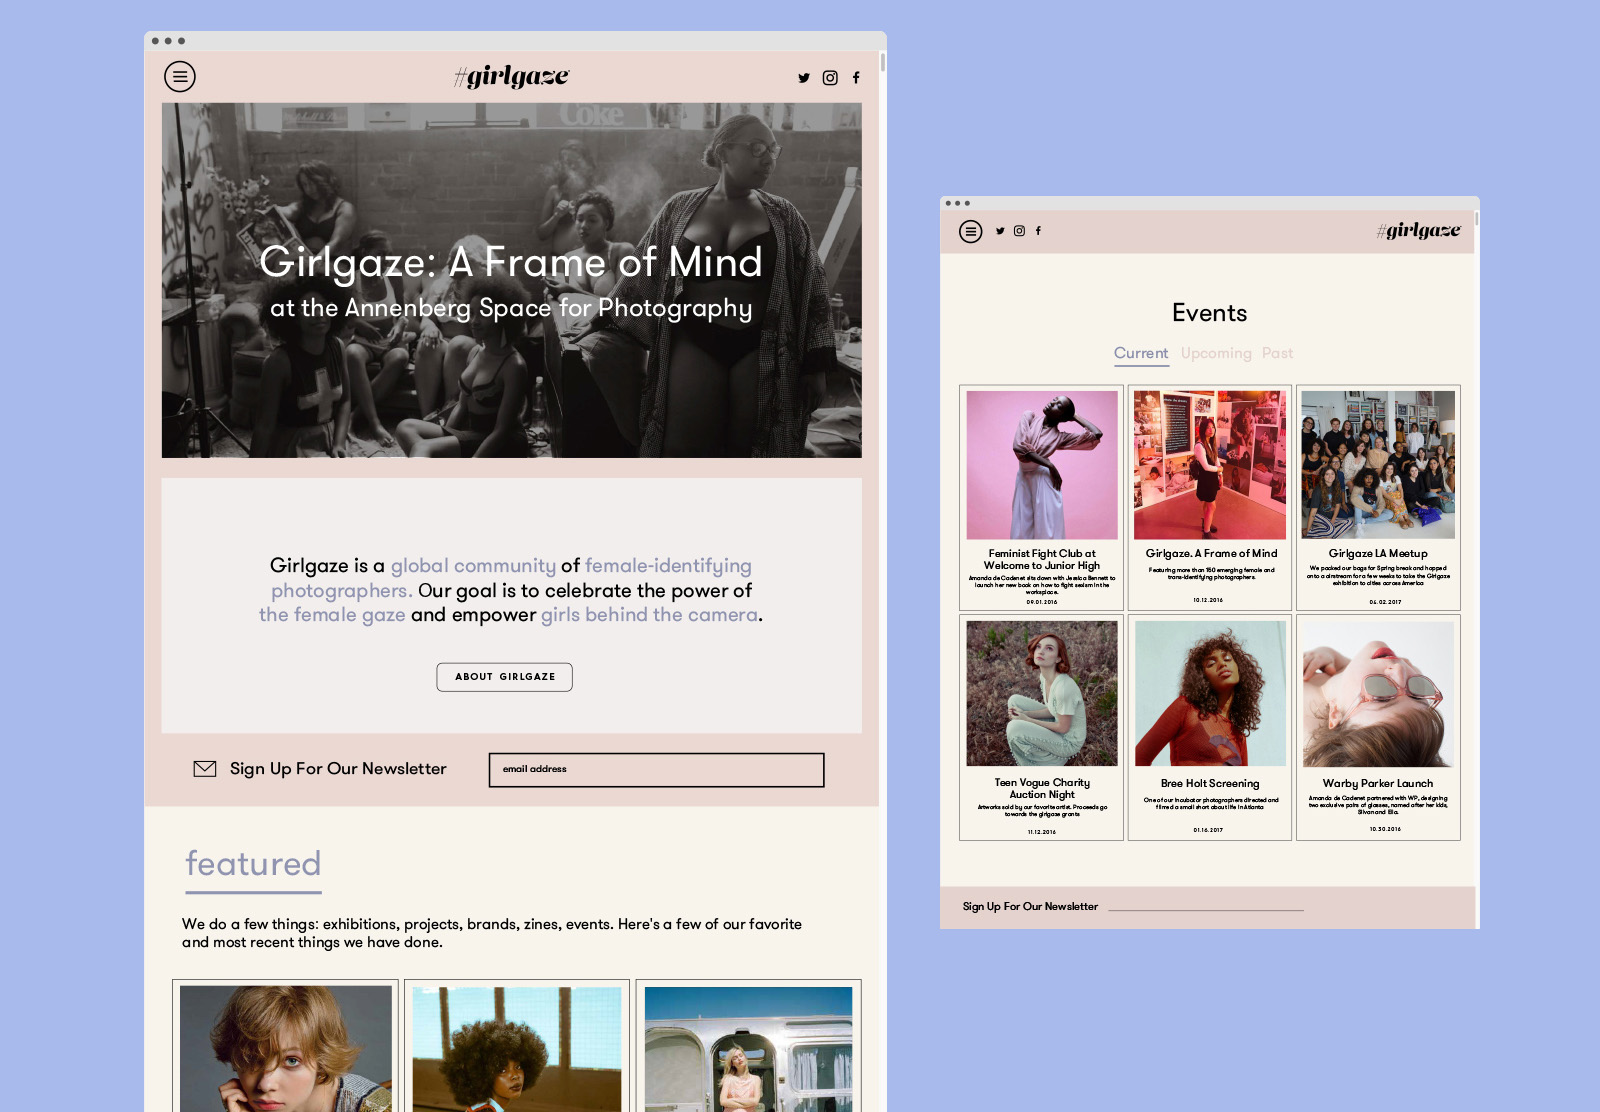 #girlgaze
Coke
Girlgaze: A Frame of Mind
at the Annenberg Space for Photography
Girlgaze is a global community of female-identifying
photographers. Our goal is to celebrate the power of
the female gaze and empower girls behind the camera.
ABOUT GIRLGAZE
Sign Up For Our Newsletter
email address
featured
We do a few things: exhibitions, projects, brands, zines, events. Here's a few of our favorite
and most recent things we have done.
#girlgaze
Events
Current Upcoming Past
Feminist Fight Club at
Welcome to Junior High
Amanda de Cadenet sits down with Jessica Bennett to
launch her new book on how to fight sexism in the
workplace.
09.01.2016
Girlgaze. A Frame of Mind
Featuring more than 150 emerging female and
trans-identifying photographers.
10.12.2016
Girlgaze LA Meetup
We packed our bags for Spring break and hopped
onto a airstream for a few weeks to take the Girlgaze
exhibition to cities across America
04.02.2017
Teen Vogue Charity
Auction Night
Artworks sold by our favorite artist. Proceeds go
towards the girlgaze grants
11.12.2016
Bree Holt Screening
One of our incubator photographers directed and
filmed a small short about life in Atlanta
01.16.2017
Warby Parker Launch
Amanda de Cadenet partnered with WP, designing
two exclusive pairs of glasses, named after her kids,
Silvan and Ella.
10.30.2016
Sign Up For Our Newsletter